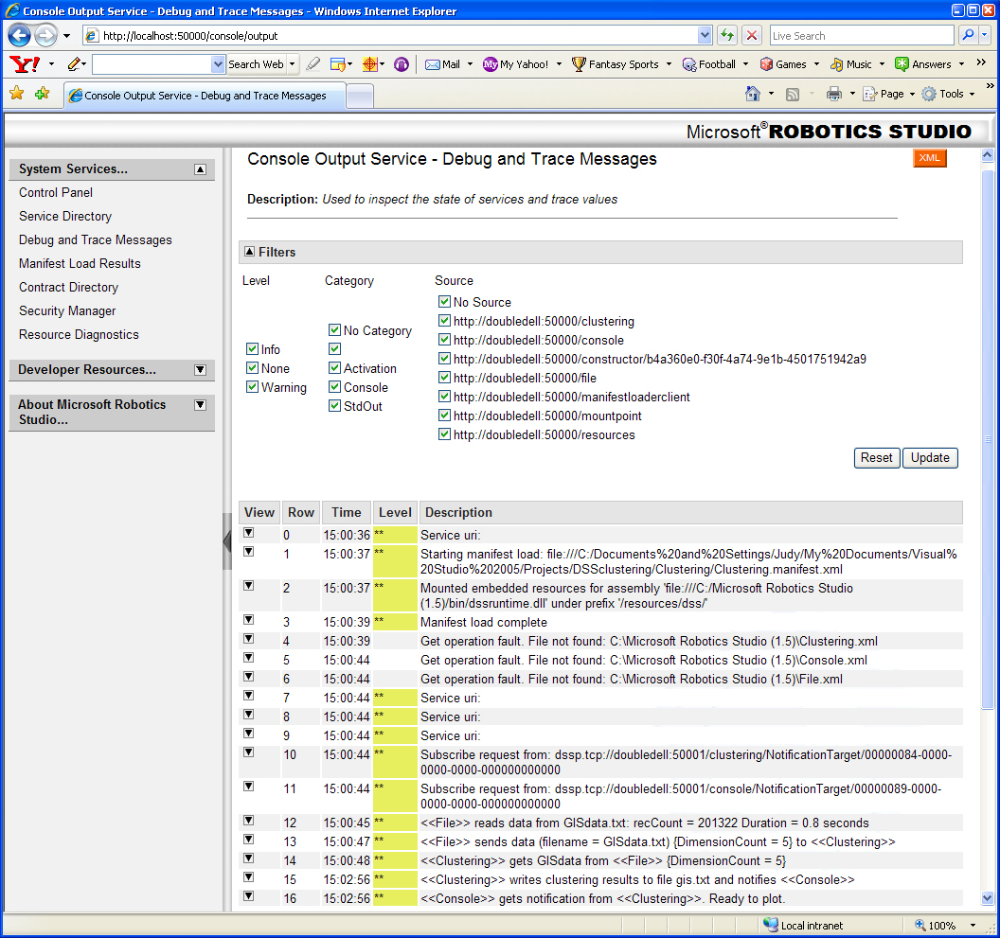 Console Output Service - Debug and Trace Messages - Windows Internet Explorer
http://localhost:50000/console/output
Live Search
Y! Search Web Mail My Yahoo! Fantasy Sports Football Games Music Answers »
Console Output Service - Debug and Trace Messages
Page Tools »
Microsoft® ROBOTICS STUDIO
System Services...
Control Panel
Service Directory
Debug and Trace Messages
Manifest Load Results
Contract Directory
Security Manager
Resource Diagnostics
Developer Resources...
About Microsoft Robotics
Studio...
Console Output Service - Debug and Trace Messages
XML
Description: Used to inspect the state of services and trace values
Filters
Level Category Source
No Source
http://doubledell:50000/clustering
No Category http://doubledell:50000/console
Info http://doubledell:50000/constructor/b4a360e0-f30f-4a74-9e1b-4501751942a9
None Activation http://doubledell:50000/file
Warning Console http://doubledell:50000/manifestloaderclient
StdOut http://doubledell:50000/mountpoint
http://doubledell:50000/resources
Reset Update
View Row Time Level Description
0 15:00:36 ** Service uri:
1 15:00:37 ** Starting manifest load: file:///C:/Documents%20and%20Settings/Judy/My%20Documents/Visual%
20Studio%202005/Projects/DSSclustering/Clustering/Clustering.manifest.xml
2 15:00:37 ** Mounted embedded resources for assembly 'file:///C:/Microsoft Robotics Studio
(1.5)/bin/dssruntime.dll' under prefix '/resources/dss/'
3 15:00:39 ** Manifest load complete
4 15:00:39 Get operation fault. File not found: C:\Microsoft Robotics Studio (1.5)\Clustering.xml
5 15:00:44 Get operation fault. File not found: C:\Microsoft Robotics Studio (1.5)\Console.xml
6 15:00:44 Get operation fault. File not found: C:\Microsoft Robotics Studio (1.5)\File.xml
7 15:00:44 ** Service uri:
8 15:00:44 ** Service uri:
9 15:00:44 ** Service uri:
10 15:00:44 ** Subscribe request from: dssp.tcp://doubledell:50001/clustering/NotificationTarget/00000084-0000-
0000-0000-000000000000
11 15:00:44 ** Subscribe request from: dssp.tcp://doubledell:50001/console/NotificationTarget/00000089-0000-
0000-0000-000000000000
12 15:00:45 ** <<File>> reads data from GISdata.txt: recCount = 201322 Duration = 0.8 seconds
13 15:00:47 ** <<File>> sends data (filename = GISdata.txt) {DimensionCount = 5} to <<Clustering>>
14 15:00:48 ** <<Clustering>> gets GISdata from <<File>> {DimensionCount = 5}
15 15:02:56 ** <<Clustering>> writes clustering results to file gis.txt and notifies <<Console>>
16 15:02:56 ** <<Console>> gets notification from <<Clustering>>. Ready to plot.
Local intranet 100%